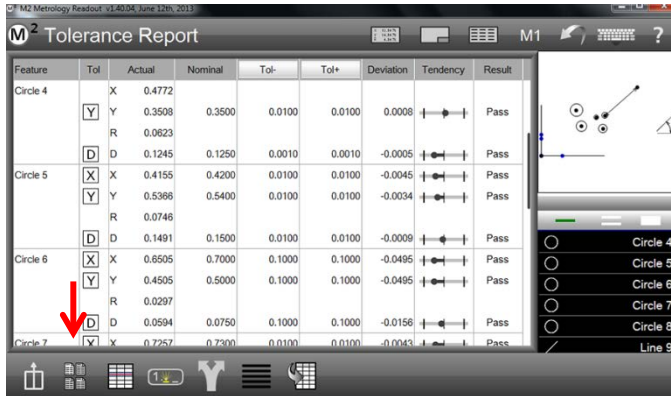 M2 Metrology Readout v1.40.04, June 12th, 2013
M2 Tolerance Report M1 ?
Feature Tol Actual Nominal Tol- Tol+ Deviation Tendency Result
Circle 4 X 0.4772
Y Y 0.3508 0.3500 0.0100 0.0100 0.0008 Pass
R 0.0623
D D 0.1245 0.1250 0.0010 0.0010 -0.0005 Pass
Circle 5 X X 0.4155 0.4200 0.0100 0.0100 -0.0045 Pass
Y Y 0.5366 0.5400 0.0100 0.0100 -0.0034 Pass
R 0.0746
D D 0.1491 0.1500 0.0100 0.0100 -0.0009 Pass
Circle 6 X X 0.6505 0.7000 0.1000 0.1000 -0.0495 Pass
Y Y 0.4505 0.5000 0.1000 0.1000 -0.0495 Pass
R 0.0297
D D 0.0594 0.0750 0.1000 0.1000 -0.0156 Pass
Circle 7 X X 0.7257 0.7300 0.0100 0.0100 -0.0043 Pass
Circle 4
Circle 5
Circle 6
Circle 7
Circle 8
Line 9